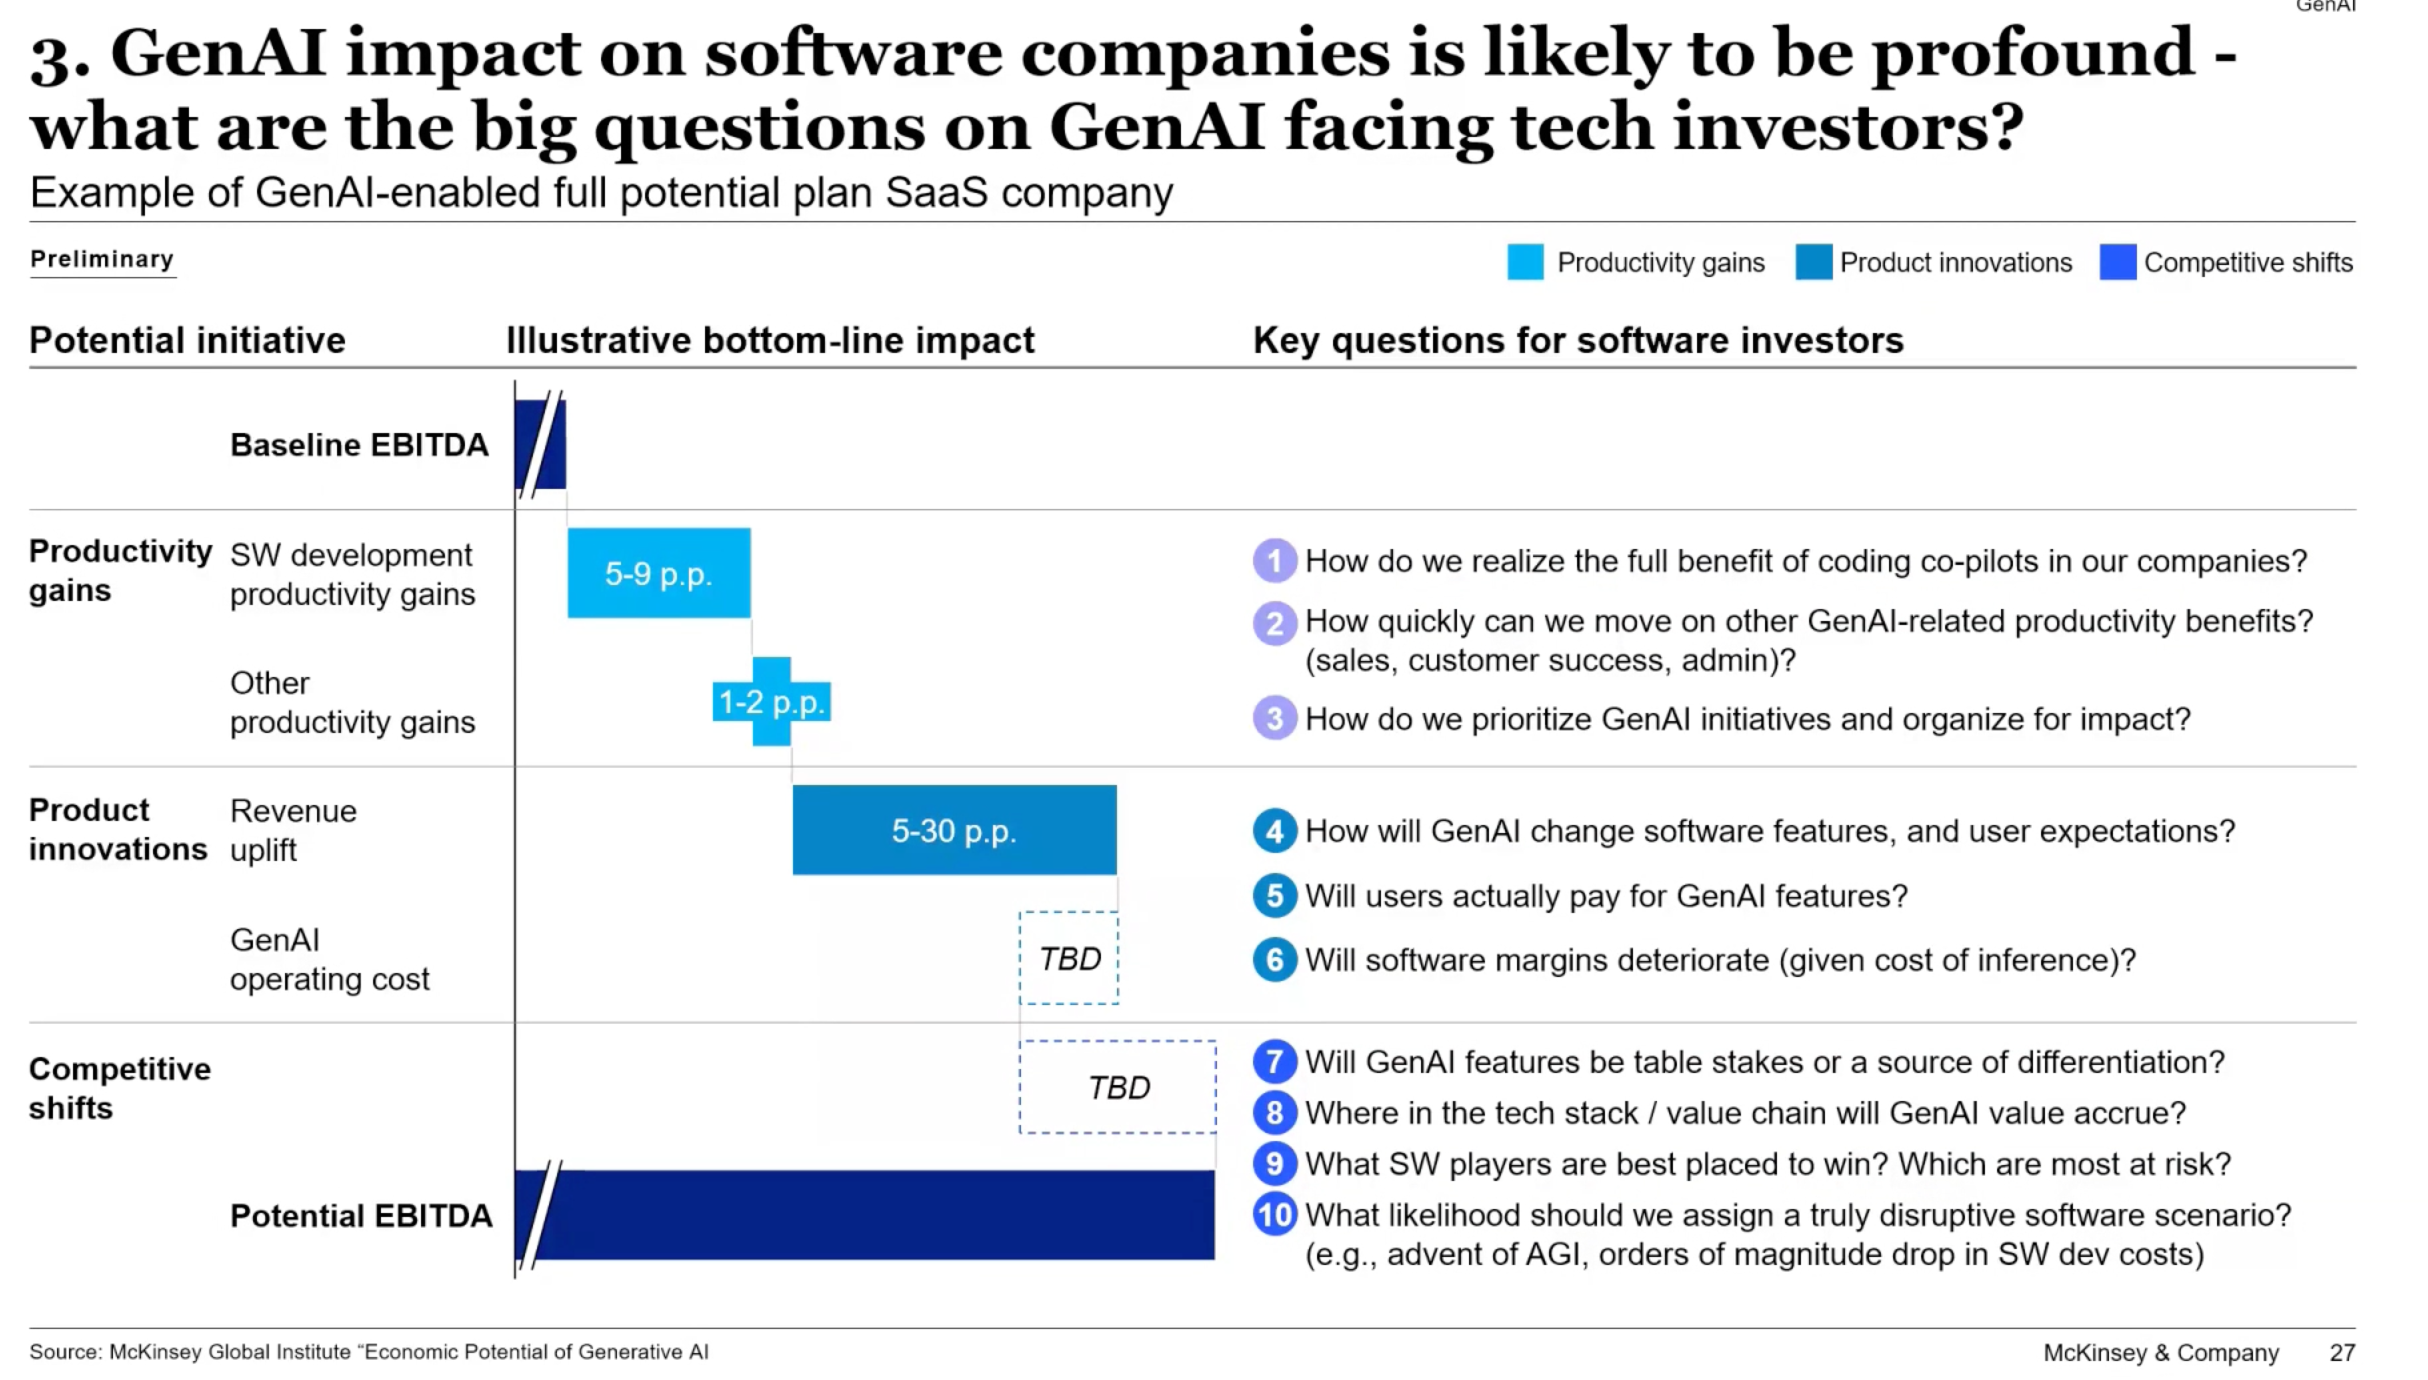 GenAI
3. GenAI impact on software companies is likely to be profound -
what are the big questions on GenAI facing tech investors?
Example of GenAI-enabled full potential plan SaaS company
Preliminary
Productivity gains
Product innovations
Competitive shifts
Potential initiative
Illustrative bottom-line impact
Key questions for software investors
Baseline EBITDA
Productivity
gains
SW development
productivity gains
5-9 p.p.
Other
productivity gains
1-2 p.p.
1 How do we realize the full benefit of coding co-pilots in our companies?
2 How quickly can we move on other GenAI-related productivity benefits?
(sales, customer success, admin)?
3 How do we prioritize GenAI initiatives and organize for impact?
Product
innovations
Revenue
uplift
5-30 p.p.
GenAI
operating cost
TBD
4 How will GenAI change software features, and user expectations?
5 Will users actually pay for GenAI features?
6 Will software margins deteriorate (given cost of inference)?
Competitive
shifts
TBD
Potential EBITDA
7 Will GenAI features be table stakes or a source of differentiation?
8 Where in the tech stack / value chain will GenAI value accrue?
9 What SW players are best placed to win? Which are most at risk?
10 What likelihood should we assign a truly disruptive software scenario?
(e.g., advent of AGI, orders of magnitude drop in SW dev costs)
Source: McKinsey Global Institute “Economic Potential of Generative AI
McKinsey & Company
27